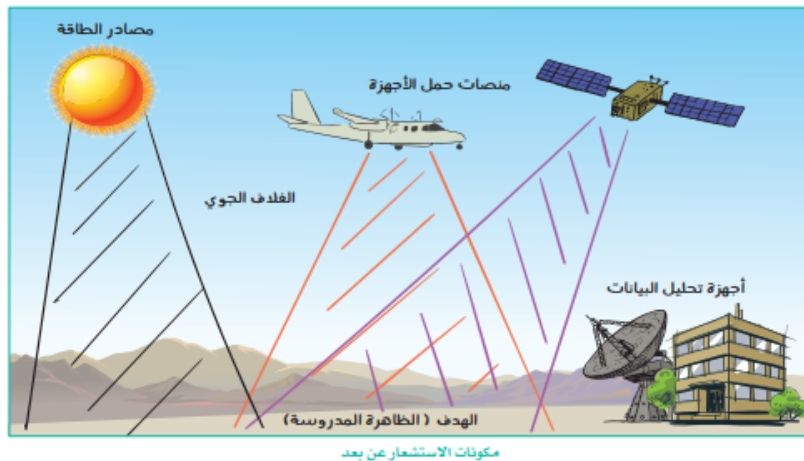 مصادر الطاقة
منصات حمل الأجهزة
الغلاف الجوي
أجهزة تحليل البيانات
الهدف (الظاهرة المدروسة)
مكونات الاستشعار عن بعد